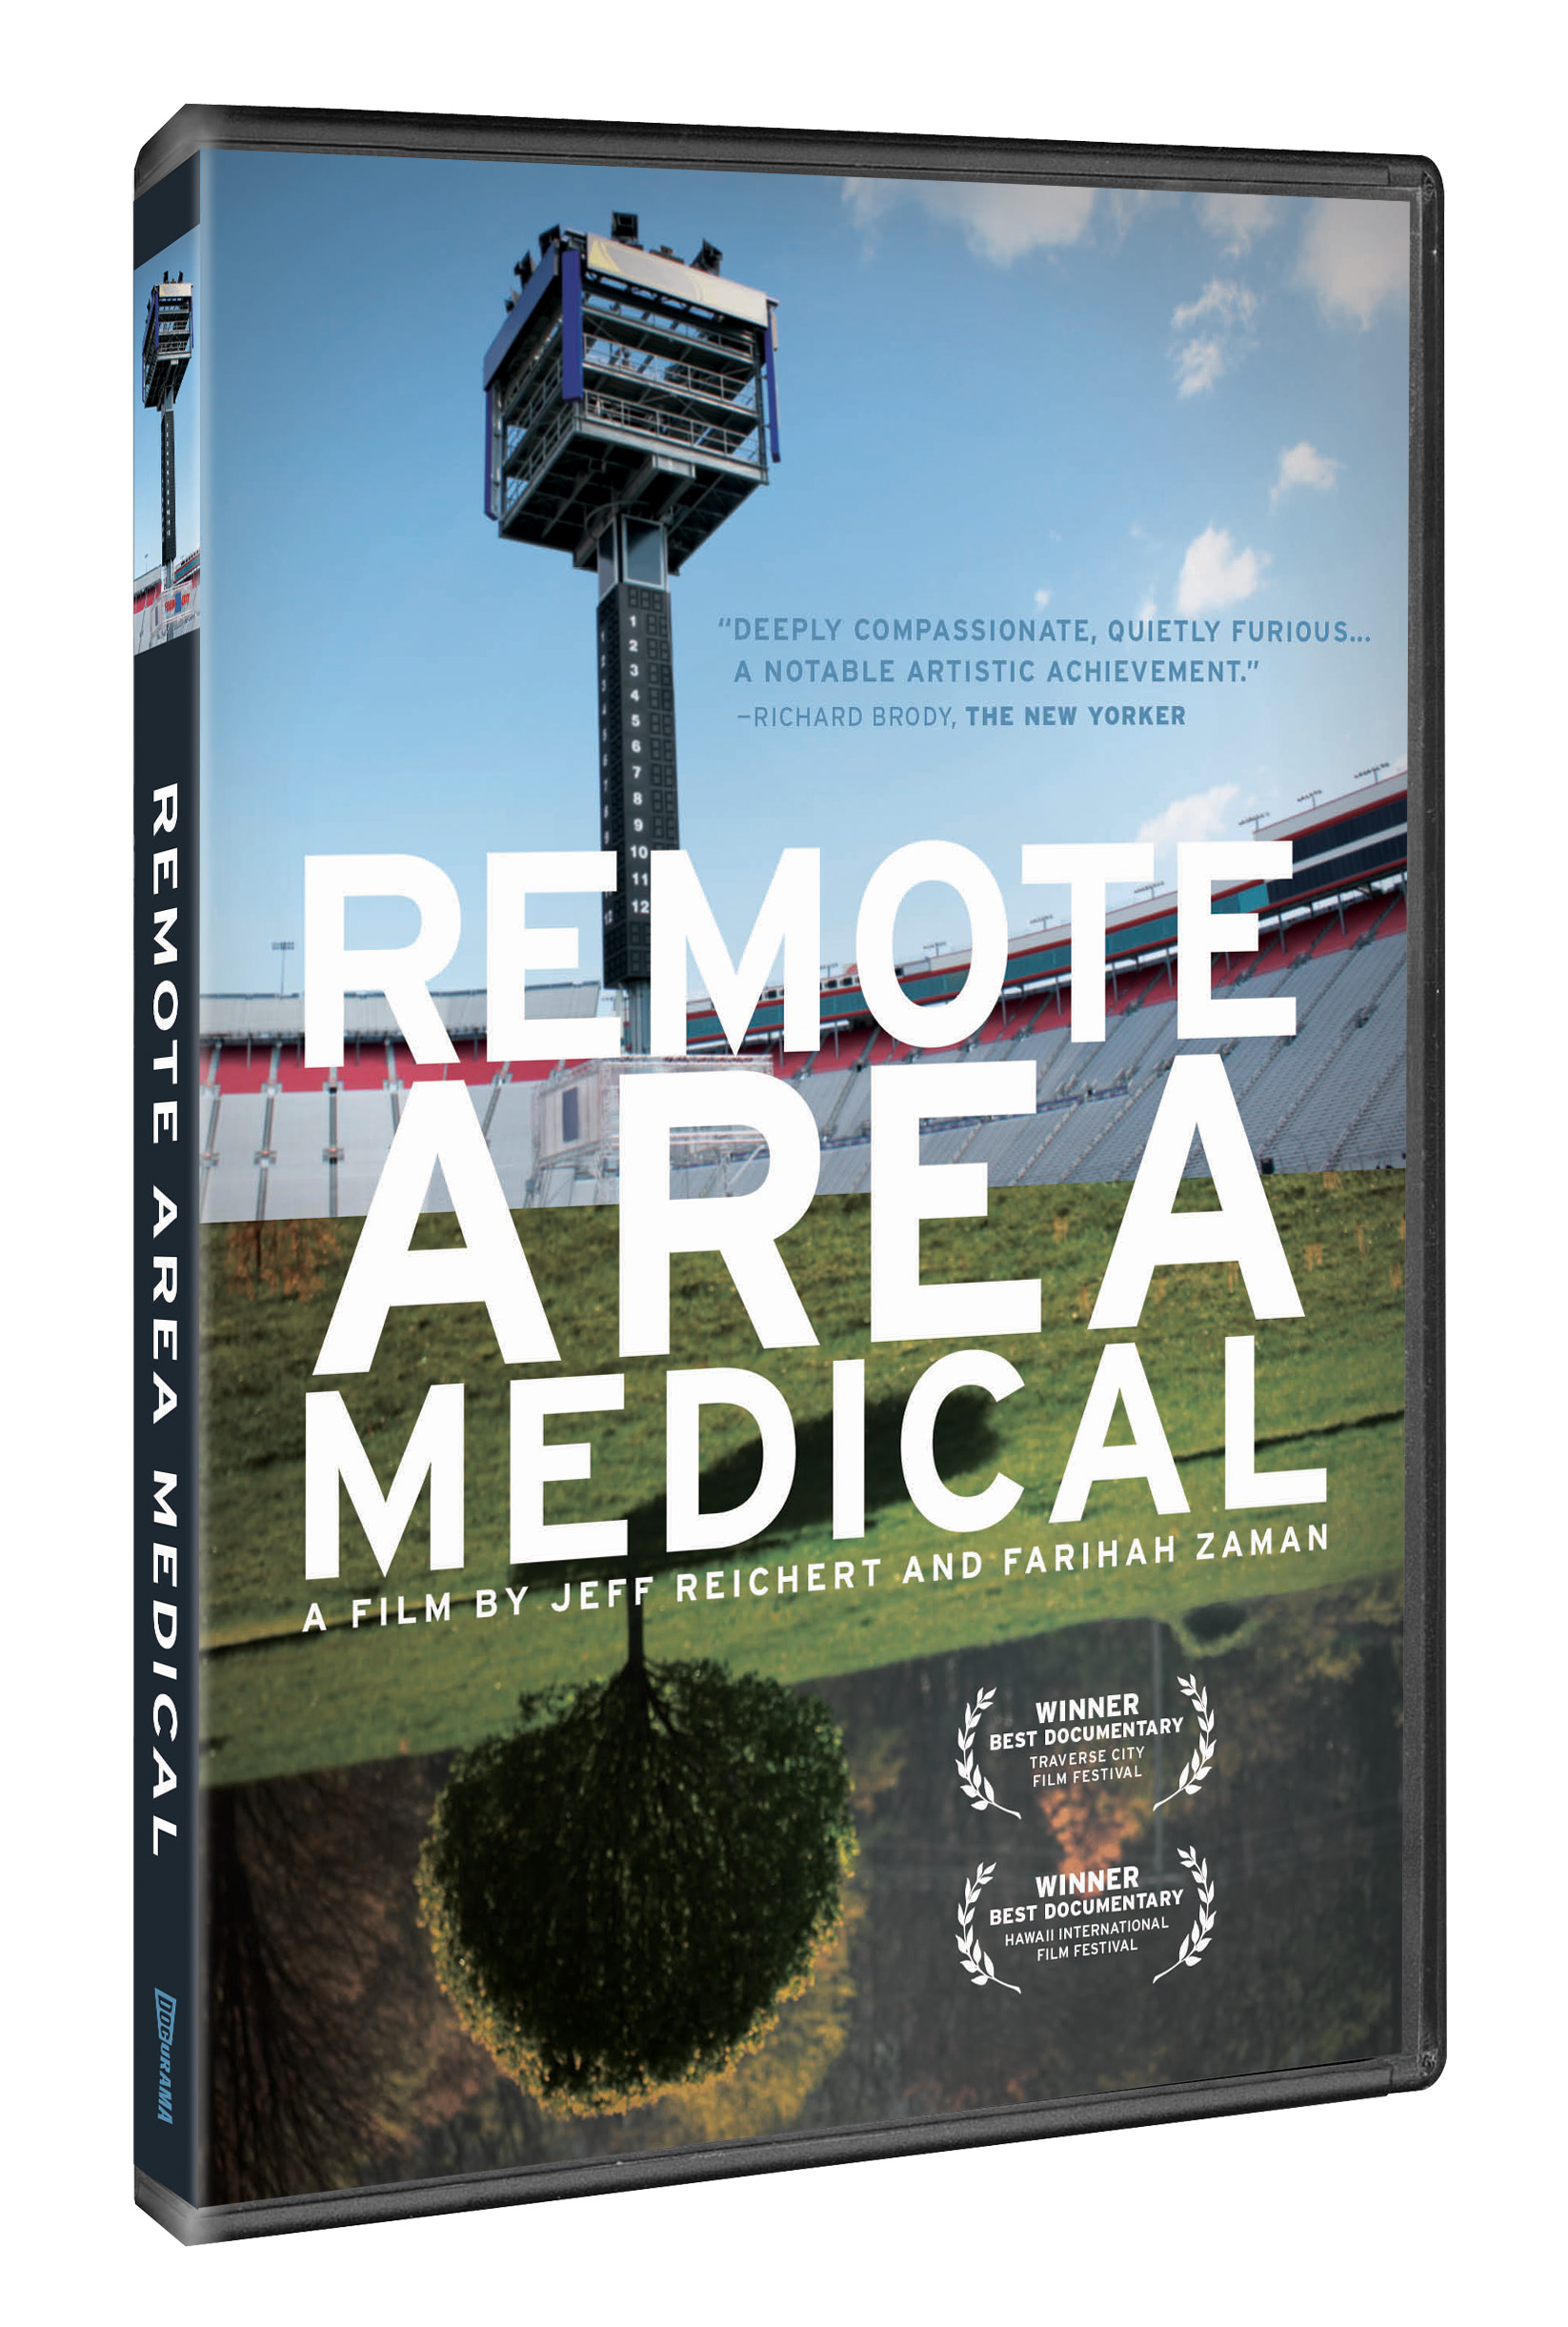 “DEEPLY COMPASSIONATE, QUIETLY FURIOUS...
A NOTABLE ARTISTIC ACHIEVEMENT.”
–RICHARD BRODY, THE NEW YORKER
1
2
3
4
5
6
7
8
9
10
11
12
REMOTE
AREA
MEDICAL
A FILM BY JEFF REICHERT AND FARIHAH ZAMAN
WINNER
BEST DOCUMENTARY
TRAVERSE CITY
FILM FESTIVAL
WINNER
BEST DOCUMENTARY
HAWAII INTERNATIONAL
FILM FESTIVAL
REMOTE AREA MEDICAL
DOCURAMA